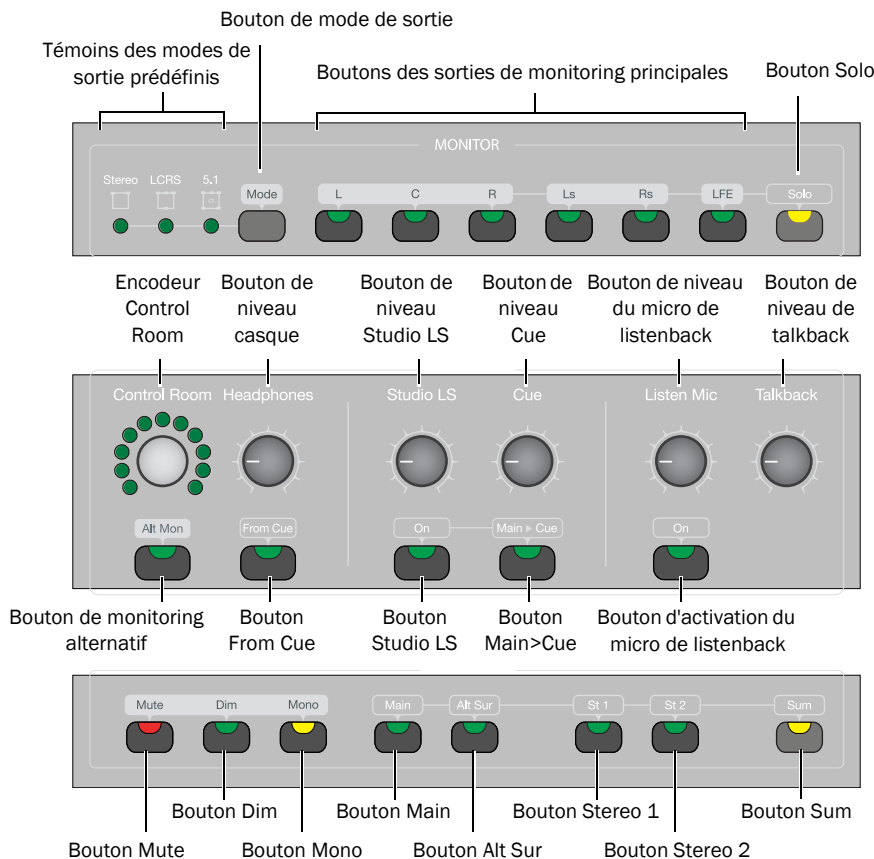 Bouton de mode de sortie
Témoins des modes de
sortie prédéfinis
Boutons des sorties de monitoring principales
Bouton Solo
MONITOR
Stereo LCRS 5.1
Mode L C R Ls Rs LFE Solo
Encodeur
Control
Room
Bouton de
niveau
casque
Bouton de
niveau
Studio LS
Bouton de
niveau
Cue
Bouton de niveau
du micro de
listenback
Bouton de
niveau de
talkback
Control Room Headphones Studio LS Cue Listen Mic Talkback
Alt Mon From Cue On Main ▸ Cue On
Bouton de monitoring
alternatif
Bouton
From Cue
Bouton
Studio LS
Bouton
Main>Cue
Bouton d'activation du
micro de listenback
Mute Dim Mono Main Alt Sur St 1 St 2 Sum
Bouton Dim Bouton Main Bouton Stereo 1 Bouton Sum
Bouton Mute Bouton Mono Bouton Alt Sur Bouton Stereo 2